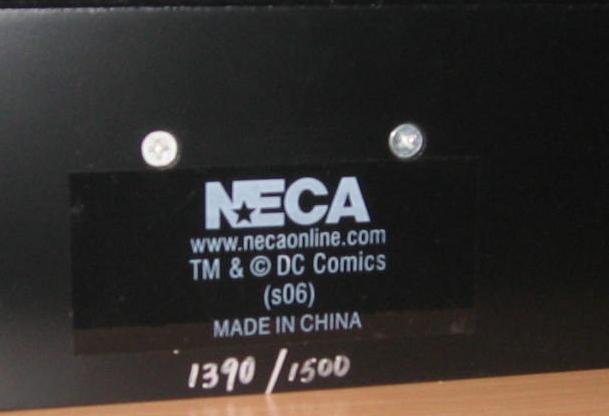 NECA
www.necaonline.com
TM & © DC Comics
(s06)
MADE IN CHINA
1390/1500